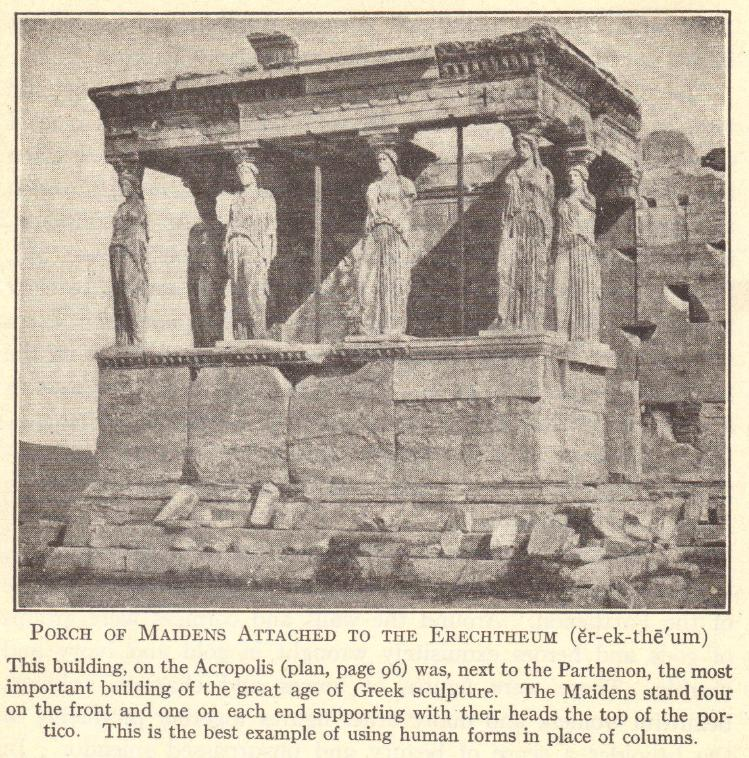 Porch of Maidens Attached to the Erechtheum (ĕr-ek-thē′um)
This building, on the Acropolis (plan, page 96) was, next to the Parthenon, the most
important building of the great age of Greek sculpture. The Maidens stand four
on the front and one on each end supporting with their heads the top of the por-
tico. This is the best example of using human forms in place of columns.